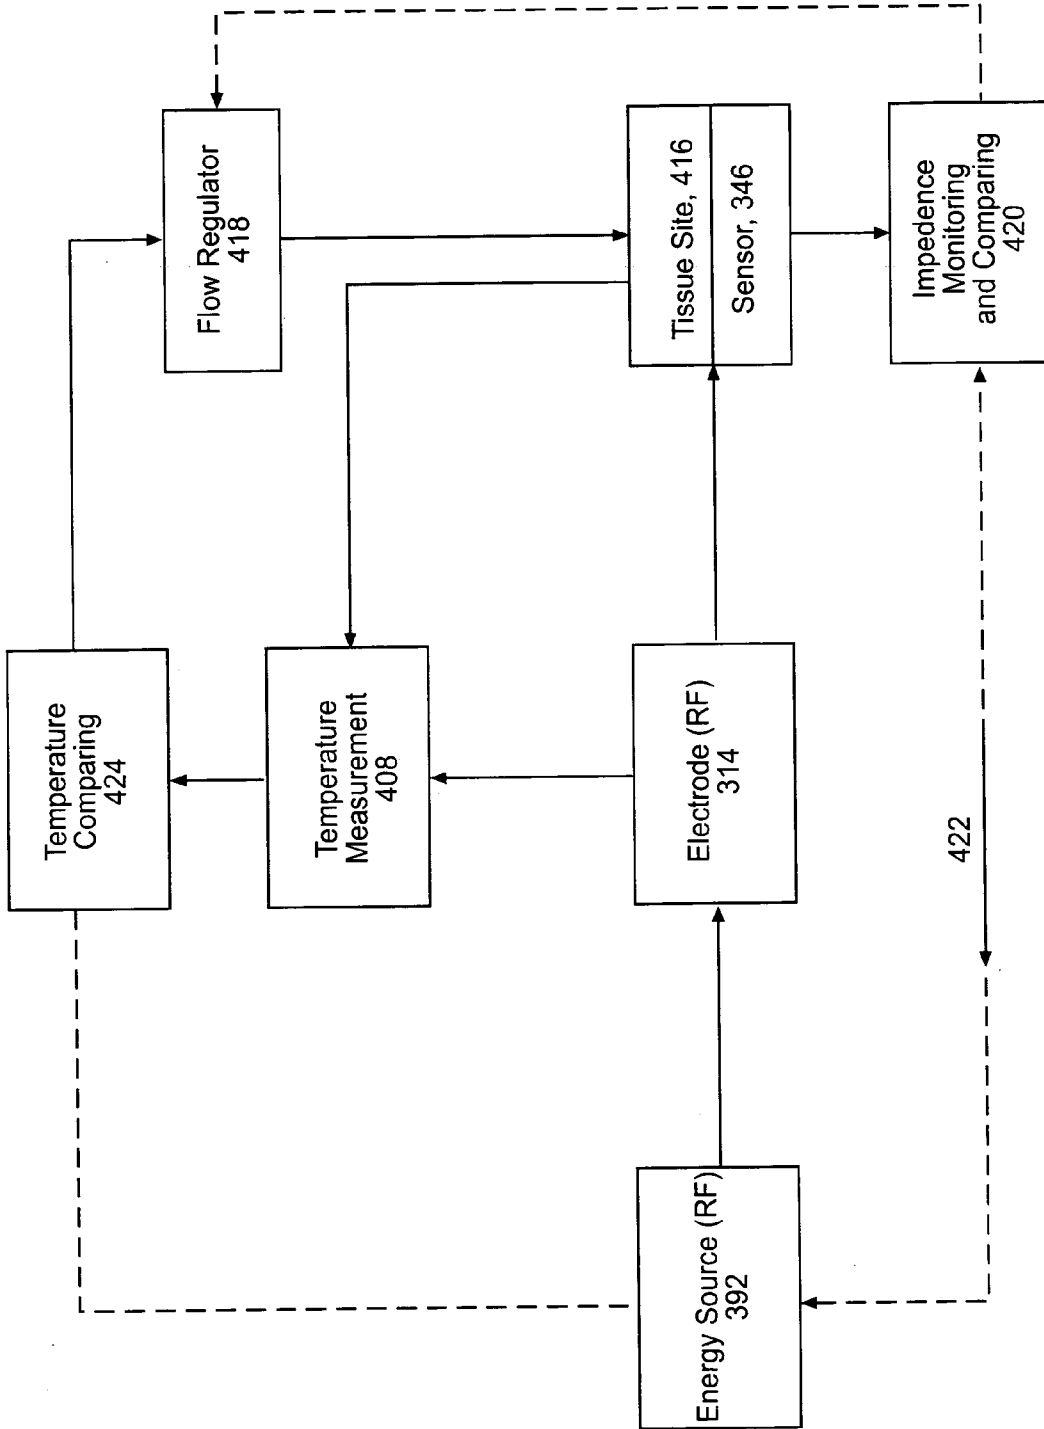 Temperature
Comparing
424
Flow Regulator
418
Temperature
Measurement
408
Energy Source (RF)
392
Electrode (RF)
314
Tissue Site, 416
Sensor, 346
422
Impedence
Monitoring
and Comparing
420